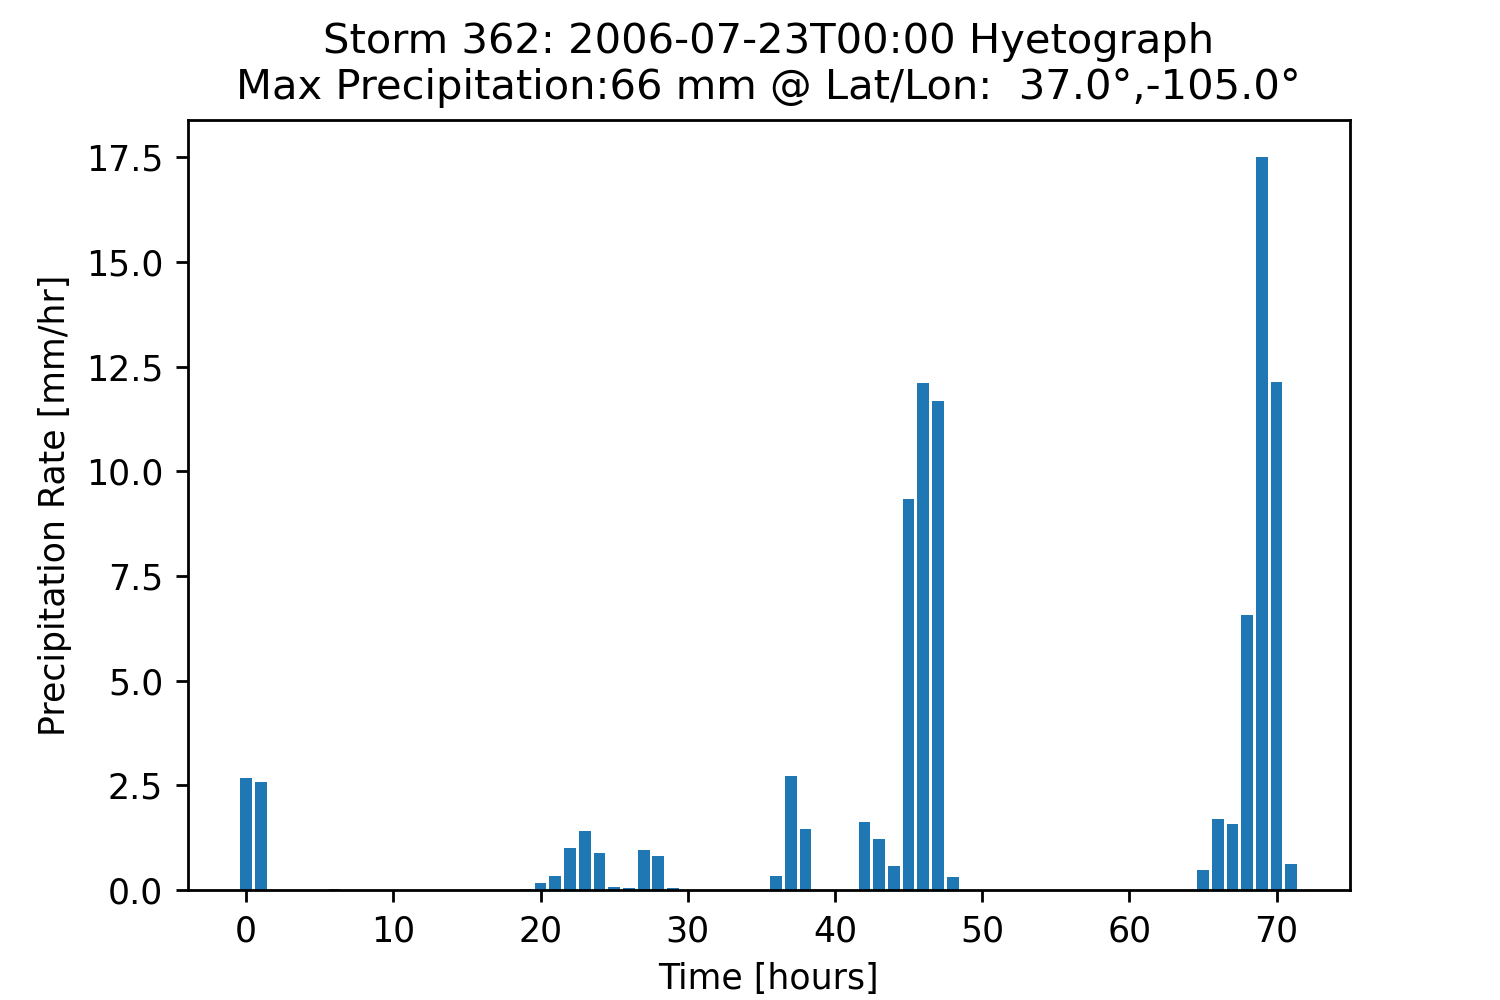 Storm 362: 2006-07-23T00:00 Hyetograph
Max Precipitation:66 mm @ Lat/Lon:  37.0°,-105.0°
17.5
15.0
12.5
10.0
7.5
5.0
2.5
0.0
Precipitation Rate [mm/hr]
0 10 20 30 40 50 60 70
Time [hours]